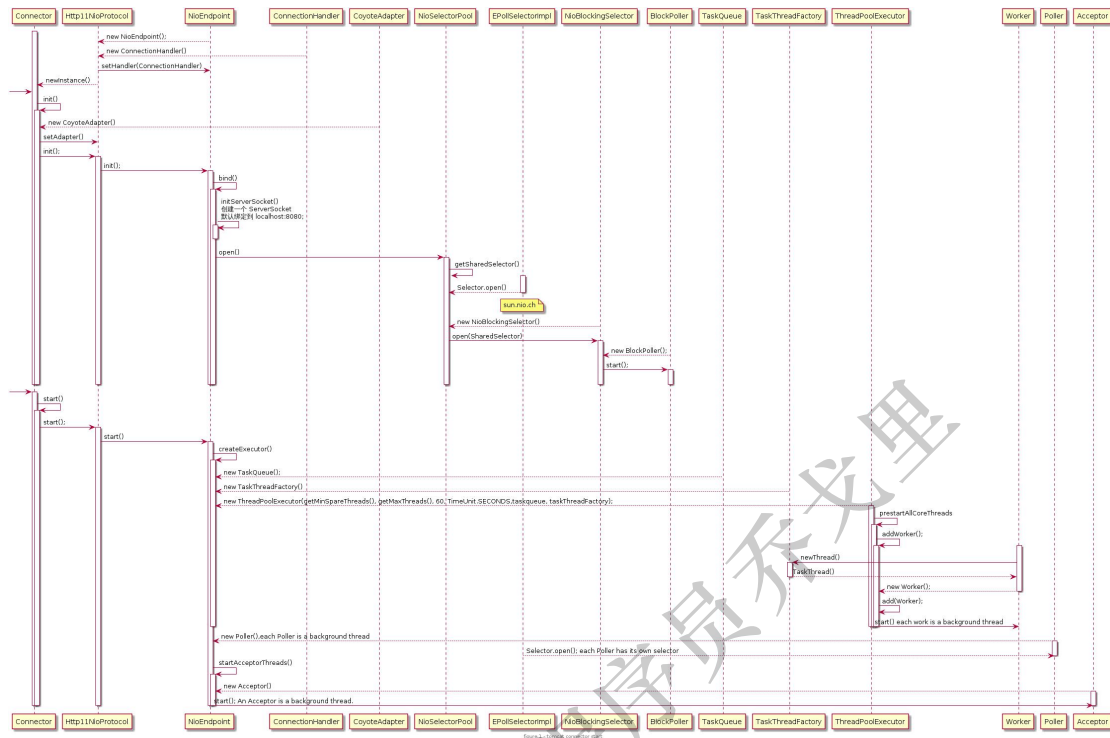 Connector Http11NioProtocol NioEndpoint ConnectionHandler CoyoteAdapter NioSelectorPool EPollSelectorImpl NioBlockingSelector BlockPoller TaskQueue TaskThreadFactory ThreadPoolExecutor Worker Poller Acceptor
new NioEndpoint();
new ConnectionHandler()
setHandler(ConnectionHandler)
newInstance()
init()
new CoyoteAdapter()
setAdapter()
init();
init();
bind()
initServerSocket()
创建一个 ServerSocket
默认绑定到 localhost:8080;
open()
getSharedSelector()
Selector.open()
sun.nio.ch
new NioBlockingSelector()
open(SharedSelector)
new BlockPoller();
start();
start()
start();
start()
createExecutor()
new TaskQueue();
new TaskThreadFactory()
new ThreadPoolExecutor(getMinSpareThreads(), getMaxThreads(), 60, TimeUnit.SECONDS,taskqueue, taskThreadFactory);
prestartAllCoreThreads
addWorker();
newThread()
TaskThread()
new Worker();
add(Worker);
start() each work is a background thread
new Poller(),each Poller is a background thread
Selector.open(); each Poller has its own selector
startAcceptorThreads()
new Acceptor()
start(); An Acceptor is a background thread.
Connector Http11NioProtocol NioEndpoint ConnectionHandler CoyoteAdapter NioSelectorPool EPollSelectorImpl NioBlockingSelector BlockPoller TaskQueue TaskThreadFactory ThreadPoolExecutor Worker Poller Acceptor
程序员乔戈里